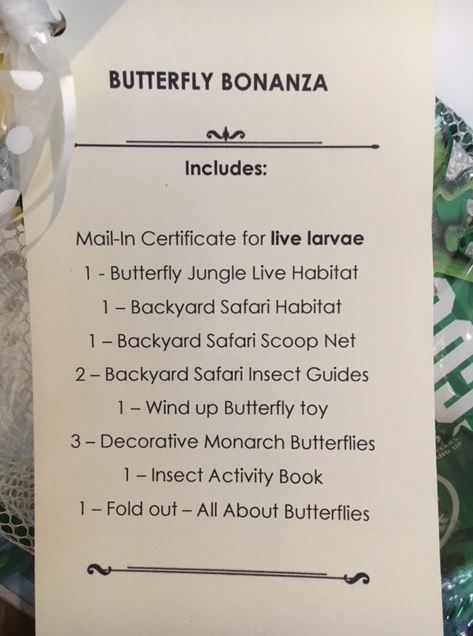 BUTTERFLY BONANZA
Includes:
Mail-In Certificate for live larvae
1 - Butterfly Jungle Live Habitat
1 – Backyard Safari Habitat
1 – Backyard Safari Scoop Net
2 – Backyard Safari Insect Guides
1 – Wind up Butterfly toy
3 – Decorative Monarch Butterflies
1 – Insect Activity Book
1 – Fold out – All About Butterflies